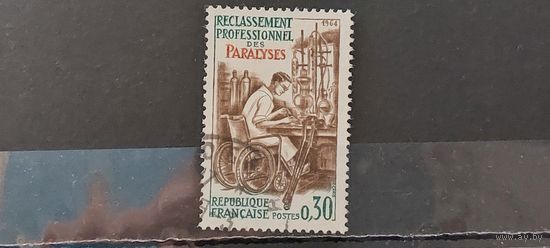 RECLASSEMENT 1964
PROFESSIONNEL
DES
PARALYSES
REPUBLIQUE
FRANÇAISE POSTES 0,30
www.ay.by